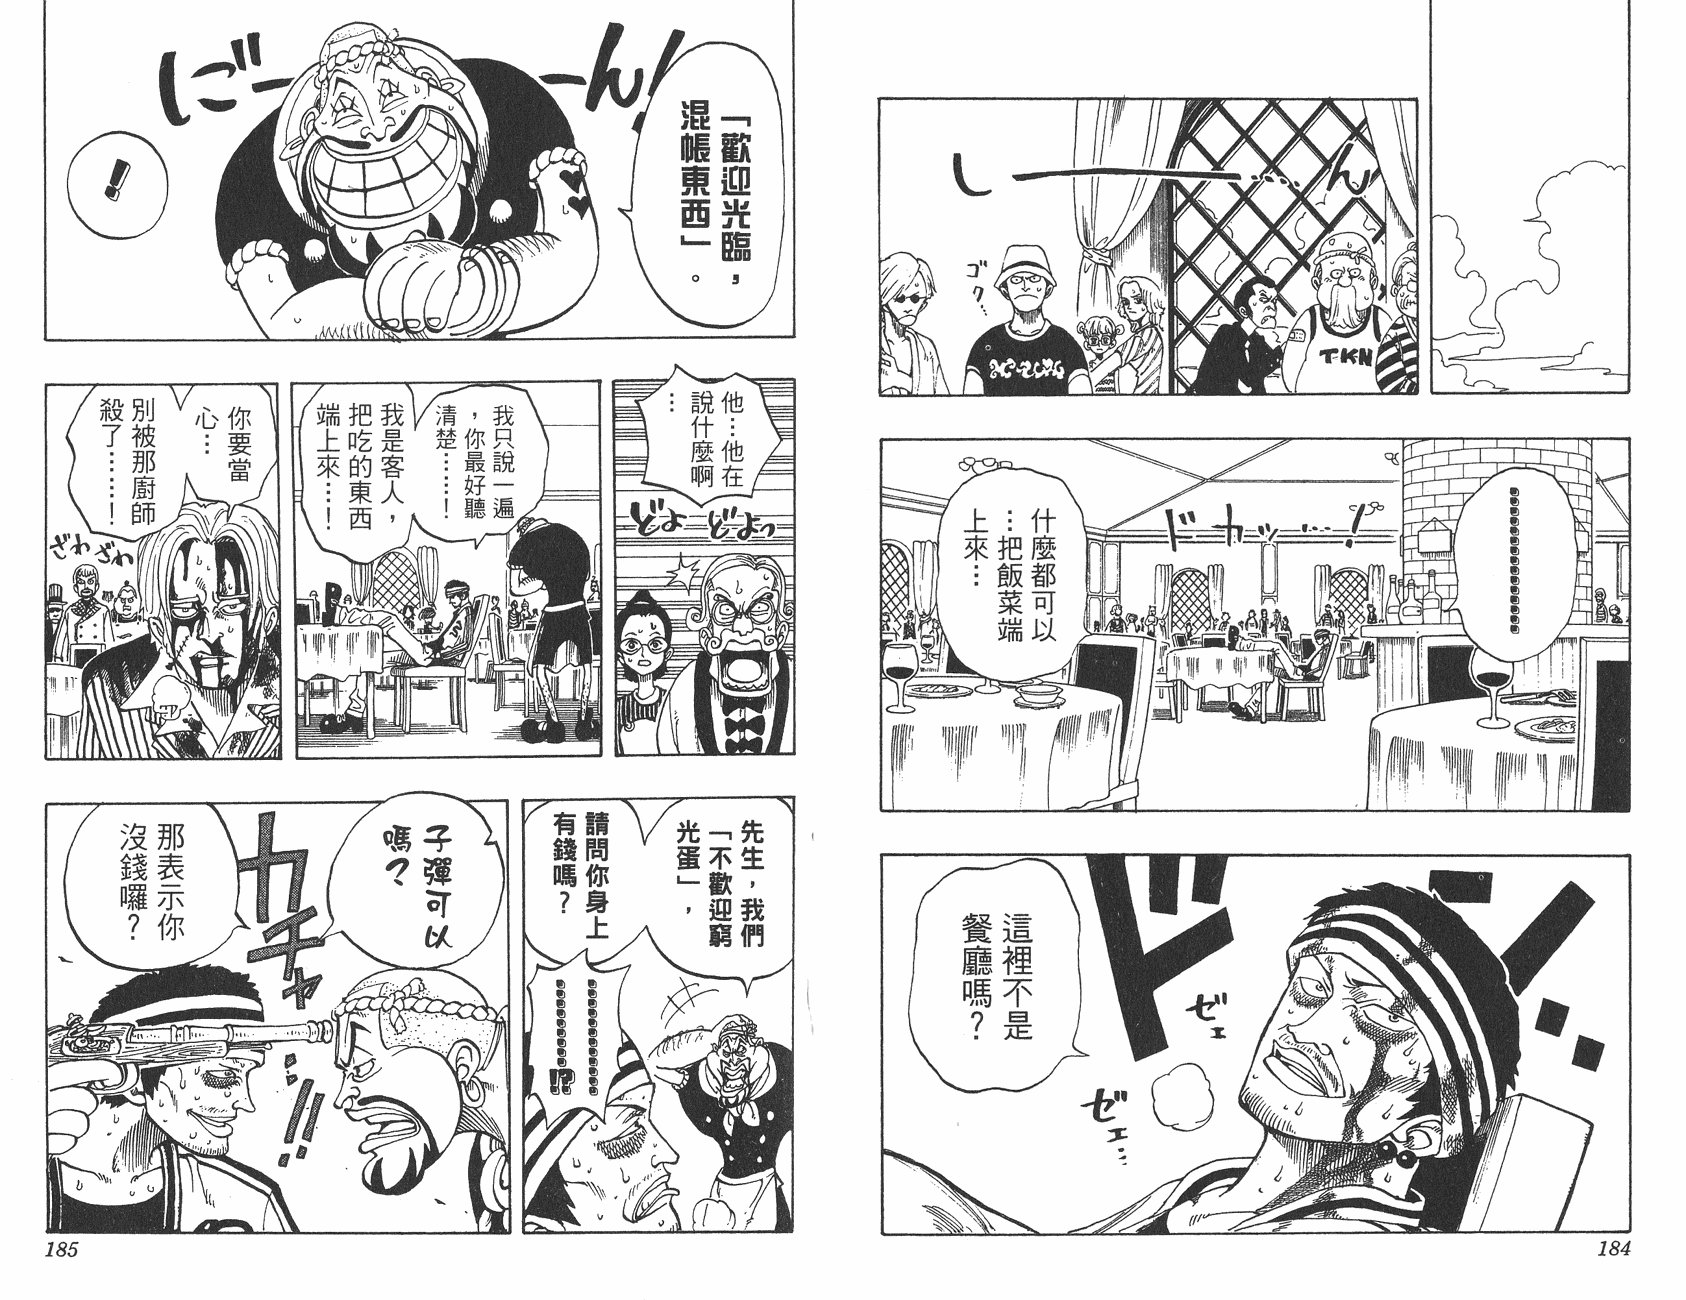 しーーん
ゴク…
TKN
ドカッ…!
什麼都可以
…把飯菜端
上來…
ド
ゼェ
ゼェ…
這裡不是
餐廳嗎？
184
にごーーん!
「歡迎光臨，
混帳東西」。
!
他…他在
說什麼啊
…
どよ どよっ
我只說一遍
，你最好聽
清楚………!
我是客人，
把吃的東西
端上來……!
你要當
心…
別被那廚師
殺了………!
ざわ ざわ
先生，我們
「不歡迎窮
光蛋」，
請問你身上
有錢嗎？
……………
……………!?
子彈可以
嗎？
カチャ
那表示你
沒錢囉？
!!
185